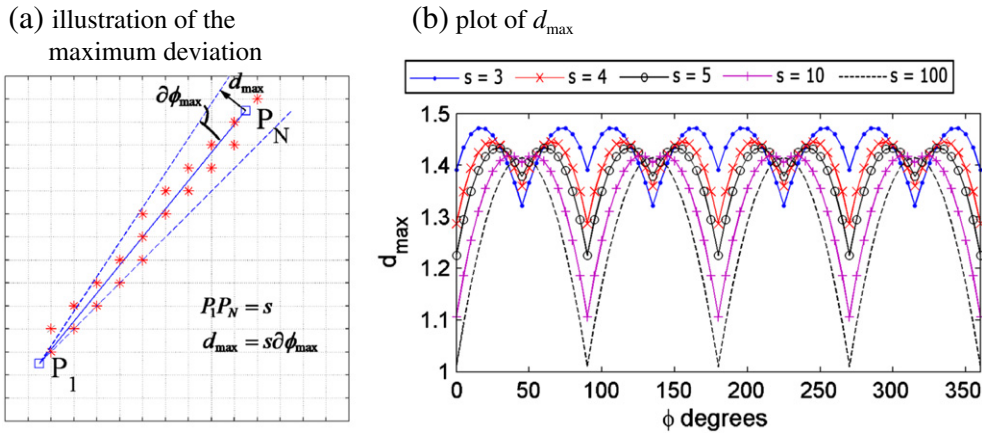 (a) illustration of the
maximum deviation
∂ϕmax
dmax
PN
P1
P1PN = s
dmax = s∂ϕmax
(b) plot of dmax
s = 3 s = 4 s = 5 s = 10 s = 100
1.5
1.4
1.3
1.2
1.1
1
dmax
0 50 100 150 200 250 300 350
ϕ degrees